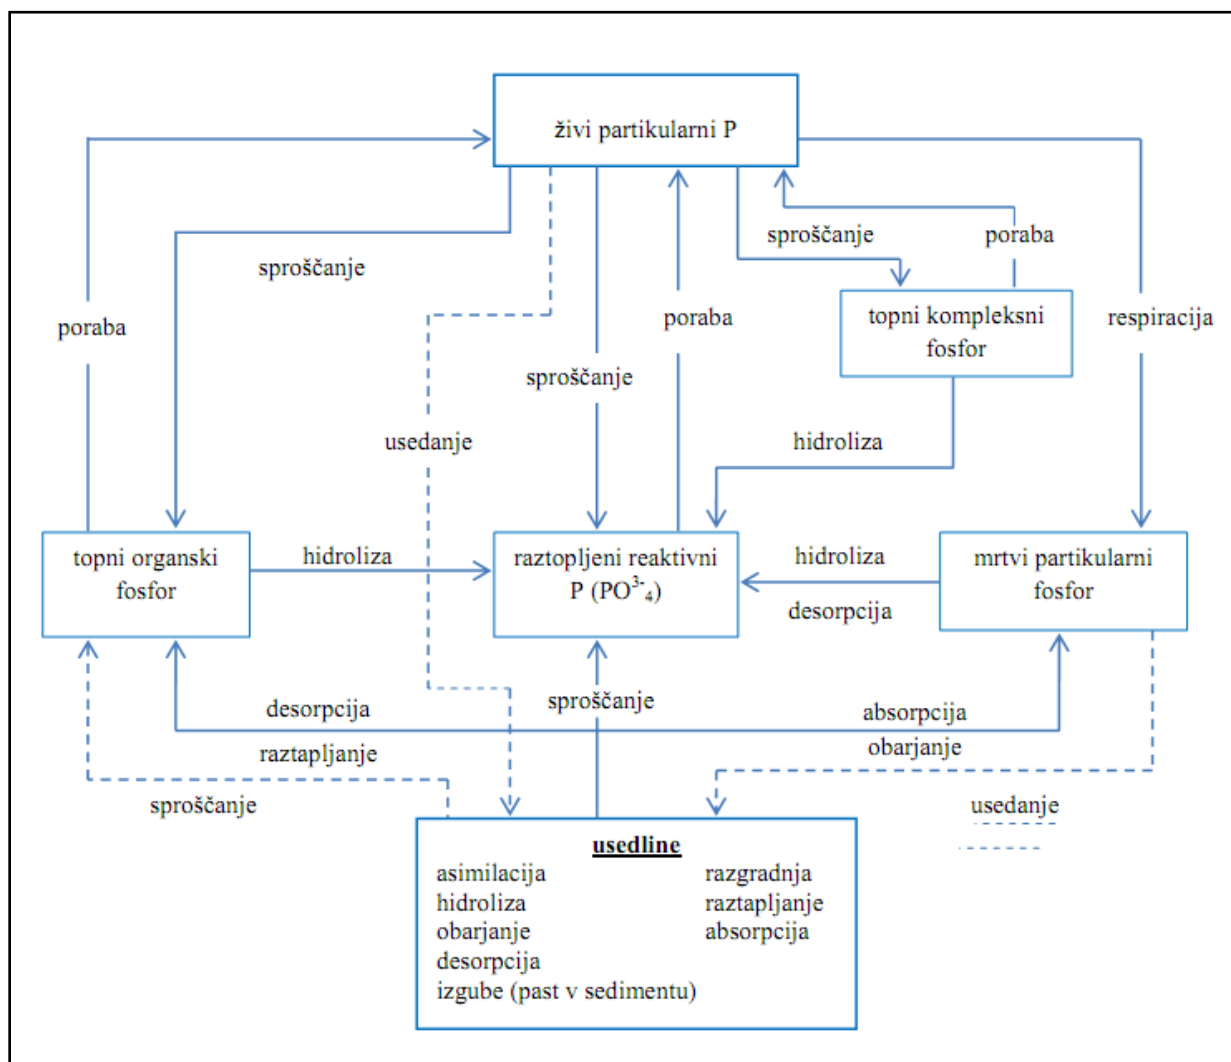 živi partikularni P
sproščanje
poraba
sproščanje
topni kompleksni
fosfor
respiracija
poraba
poraba
sproščanje
usedanje
hidroliza
topni organski
fosfor
hidroliza
raztopljeni reaktivni
P (PO³⁻₄)
hidroliza
desorpcija
mrtvi partikularni
fosfor
desorpcija
raztapljanje
sproščanje
sproščanje
absorpcija
obarjanje
usedanje
usedline
asimilacija
hidroliza
obarjanje
desorpcija
izgube (past v sedimentu)
razgradnja
raztapljanje
absorpcija